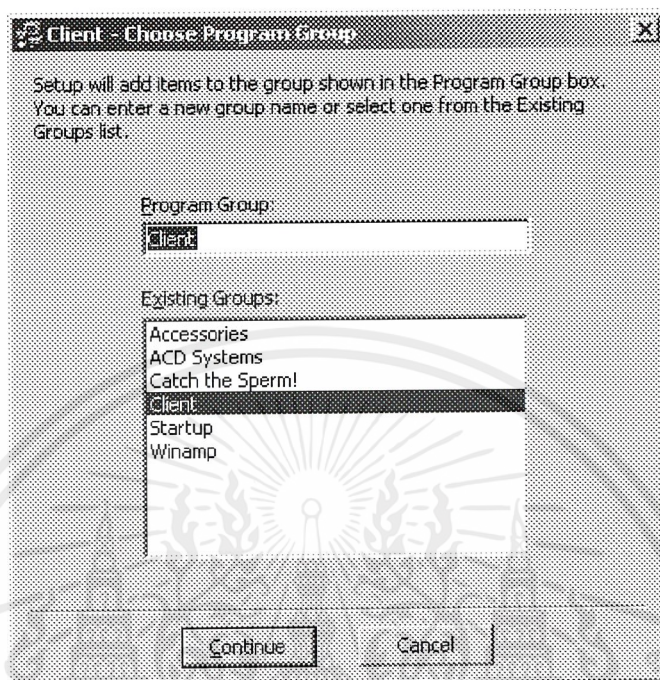 Client - Choose Program Group
Setup will add items to the group shown in the Program Group box.
You can enter a new group name or select one from the Existing
Groups list.
Program Group:
Client
Existing Groups:
Accessories
ACD Systems
Catch the Sperm!
Client
Startup
Winamp
Continue
Cancel